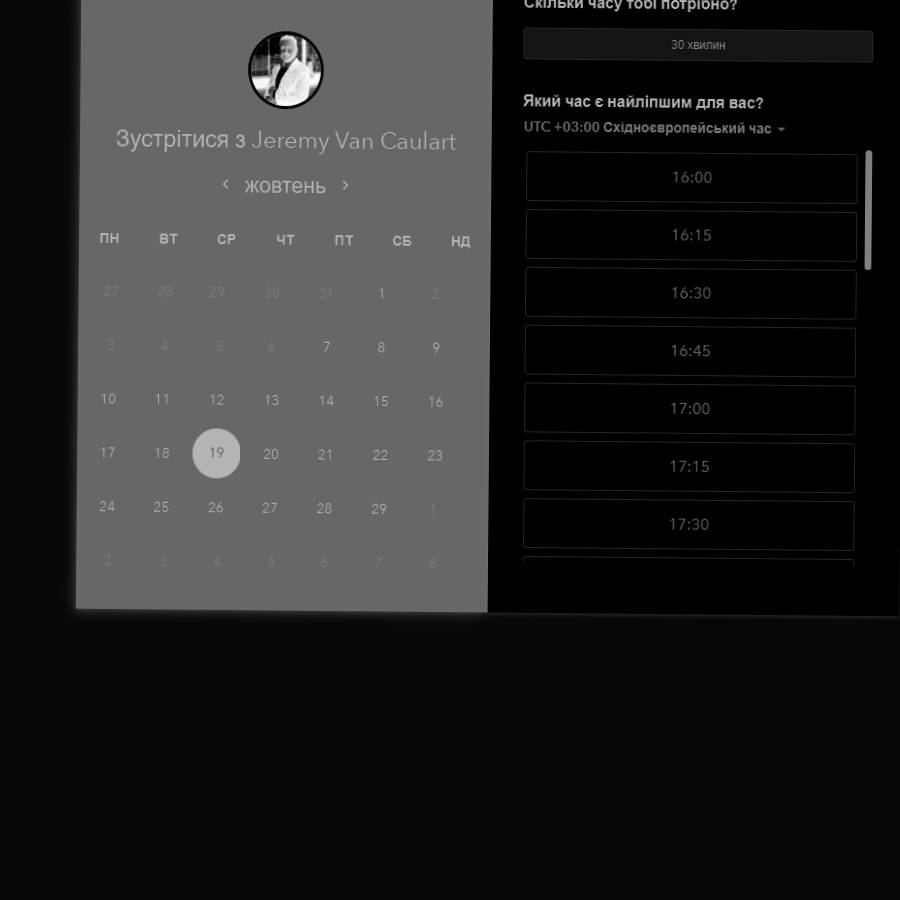 Зустрітися з Jeremy Van Caulart
жовтень
ПН ВТ СР ЧТ ПТ СБ НД
27 28 29 30 31 1 2
3 4 5 6 7 8 9
10 11 12 13 14 15 16
17 18 19 20 21 22 23
24 25 26 27 28 29 1
2 3 4 5 6 7 8
Скільки часу тобі потрібно?
30 хвилин
Який час є найліпшим для вас?
UTC +03:00 Східноєвропейський час
16:00
16:15
16:30
16:45
17:00
17:15
17:30